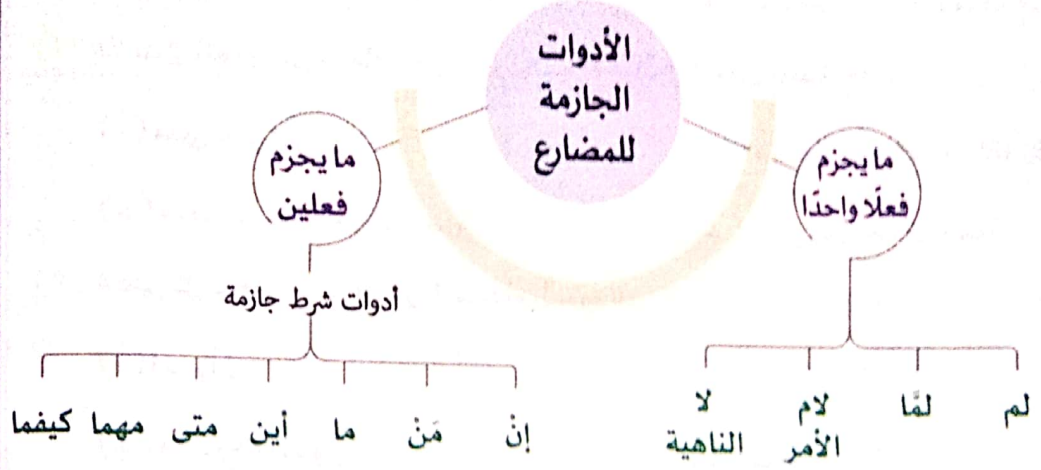 الأدوات
الجازمة
للمضارع
ما يجزم
فعلًا واحدًا
لم
لمَّا
لام
الأمر
لا
الناهية
ما يجزم
فعلين
أدوات شرط جازمة
إنْ
مَنْ
ما
أين
متى
مهما
كيفما